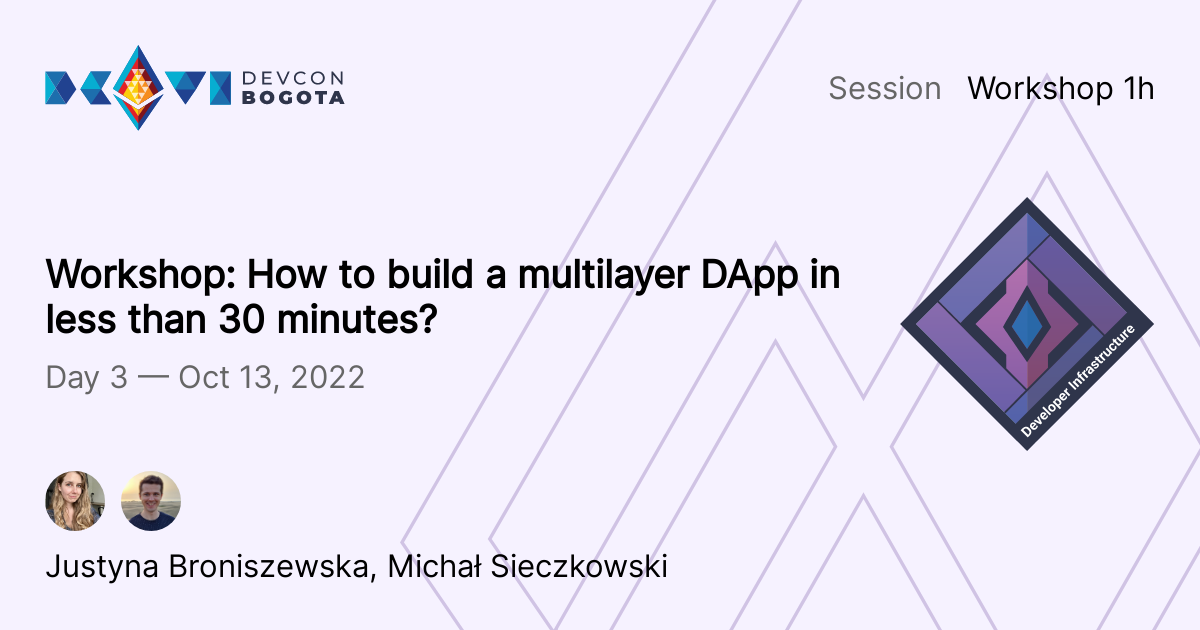 DEVCON
BOGOTA
Session Workshop 1h
Workshop: How to build a multilayer DApp in
less than 30 minutes?
Day 3 — Oct 13, 2022
Developer Infrastructure
Justyna Broniszewska, Michał Sieczkowski